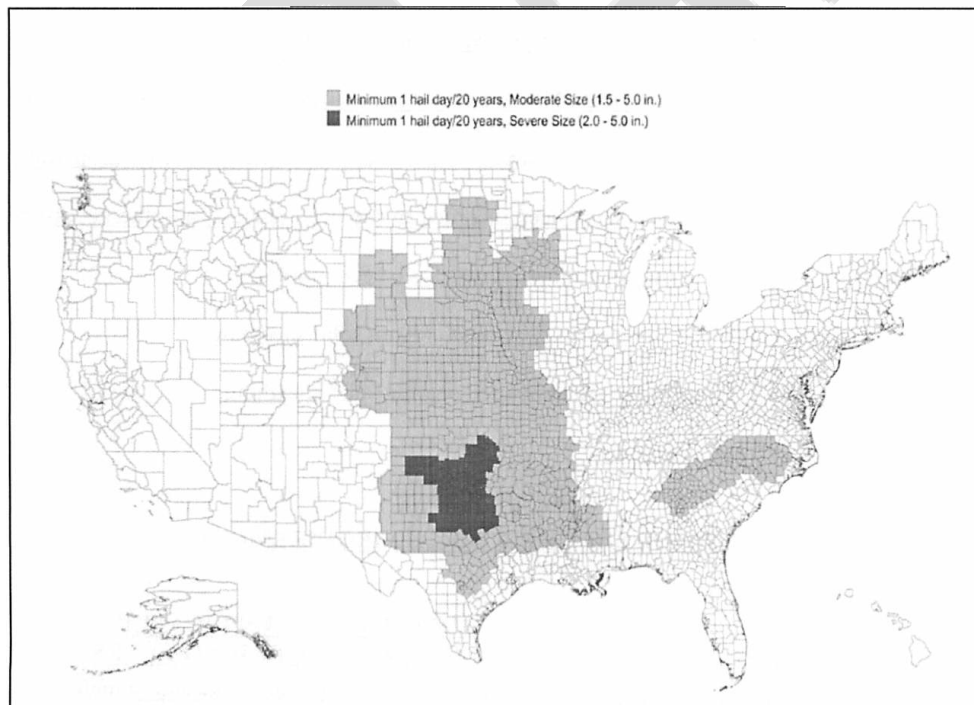 Minimum 1 hail day/20 years, Moderate Size (1.5 - 5.0 in.)
Minimum 1 hail day/20 years, Severe Size (2.0 - 5.0 in.)